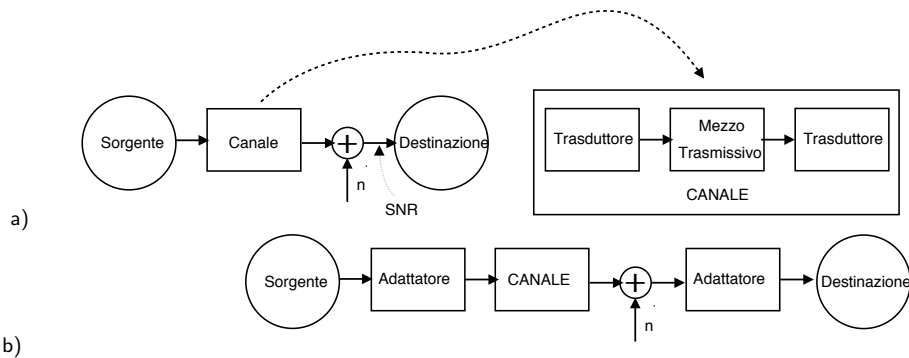 Sorgente
Canale
+
n
SNR
Destinazione
Trasduttore
Mezzo
Trasmissivo
Trasduttore
CANALE
a)
Sorgente
Adattatore
CANALE
+
n
Adattatore
Destinazione
b)